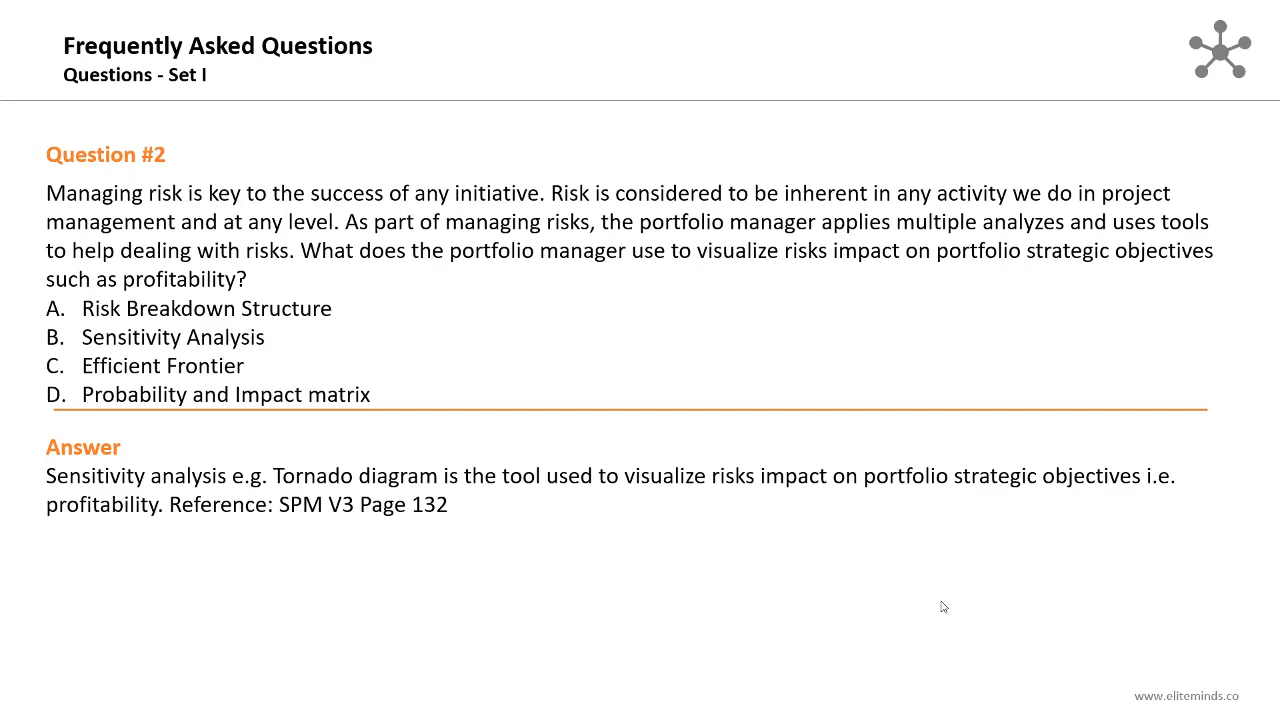 Frequently Asked Questions
Questions - Set I
Question #2
Managing risk is key to the success of any initiative. Risk is considered to be inherent in any activity we do in project
management and at any level. As part of managing risks, the portfolio manager applies multiple analyzes and uses tools
to help dealing with risks. What does the portfolio manager use to visualize risks impact on portfolio strategic objectives
such as profitability?
A. Risk Breakdown Structure
B. Sensitivity Analysis
C. Efficient Frontier
D. Probability and Impact matrix
Answer
Sensitivity analysis e.g. Tornado diagram is the tool used to visualize risks impact on portfolio strategic objectives i.e.
profitability. Reference: SPM V3 Page 132
www.eliteminds.co